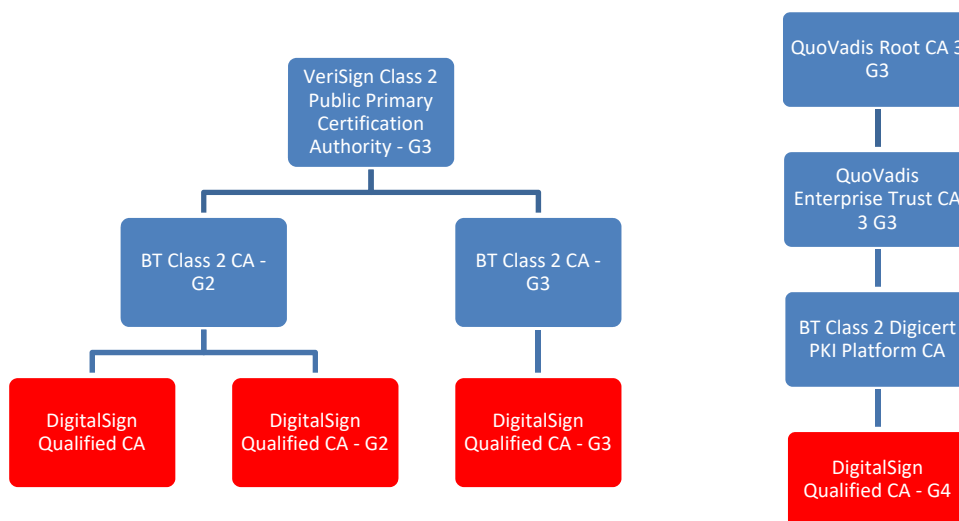 VeriSign Class 2
Public Primary
Certification
Authority - G3
BT Class 2 CA -
G2
BT Class 2 CA -
G3
DigitalSign
Qualified CA
DigitalSign
Qualified CA - G2
DigitalSign
Qualified CA - G3
QuoVadis Root CA 3
G3
QuoVadis
Enterprise Trust CA
3 G3
BT Class 2 Digicert
PKI Platform CA
DigitalSign
Qualified CA - G4